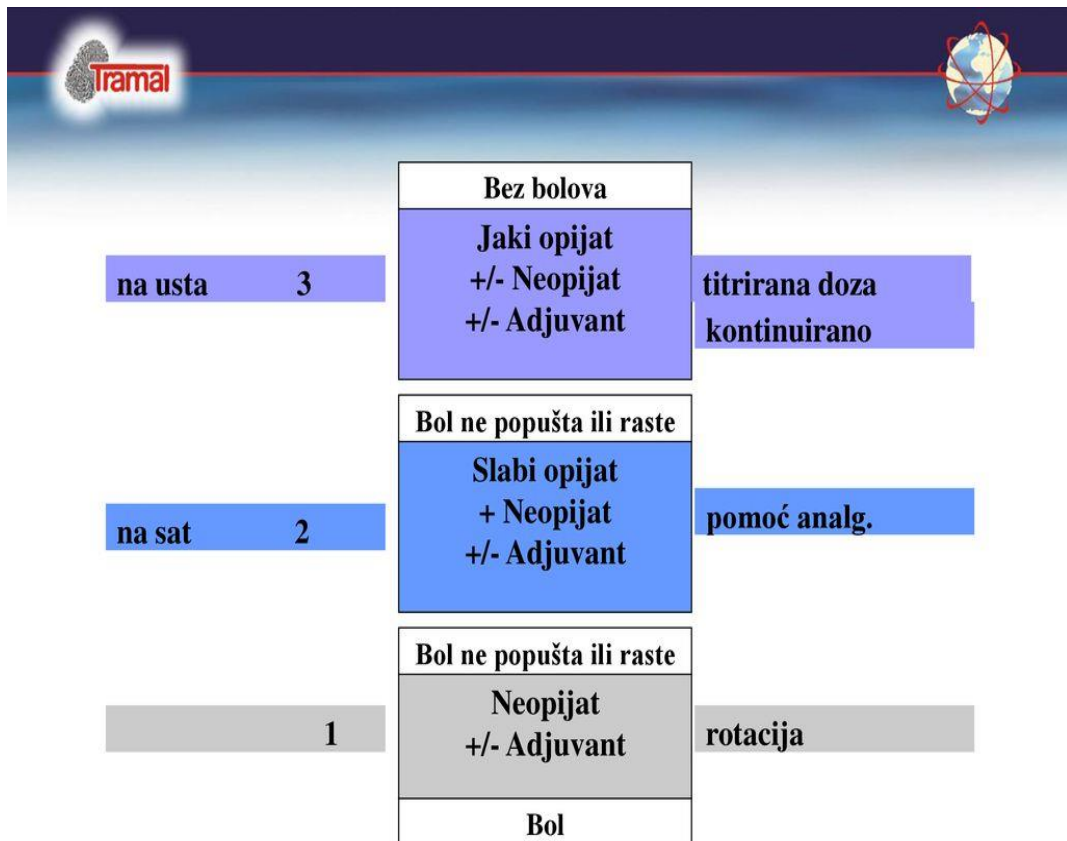 Tramal
Bez bolova
Jaki opijat
+/- Neopijat
+/- Adjuvant
na usta 3
titrirana doza
kontinuirano
Bol ne popušta ili raste
Slabi opijat
+ Neopijat
+/- Adjuvant
na sat 2
pomoć analg.
Bol ne popušta ili raste
Neopijat
+/- Adjuvant
1
rotacija
Bol